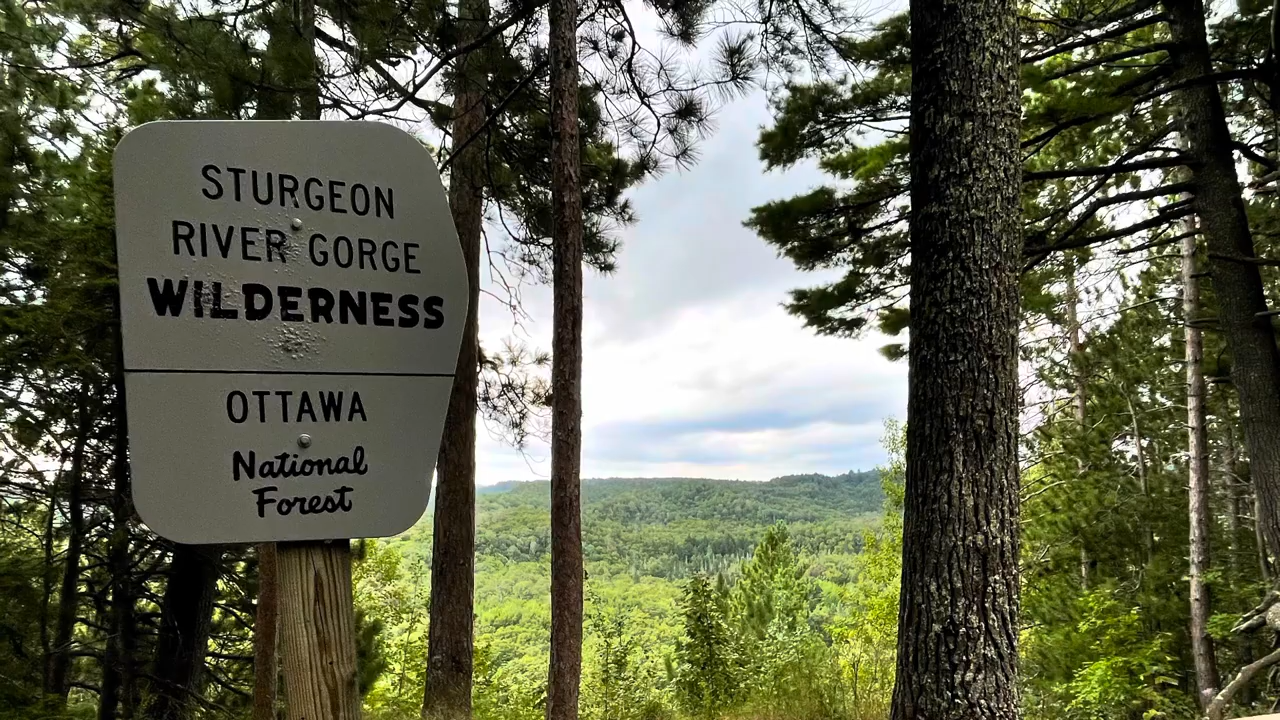 STURGEON
RIVER GORGE
WILDERNESS
OTTAWA
National
Forest